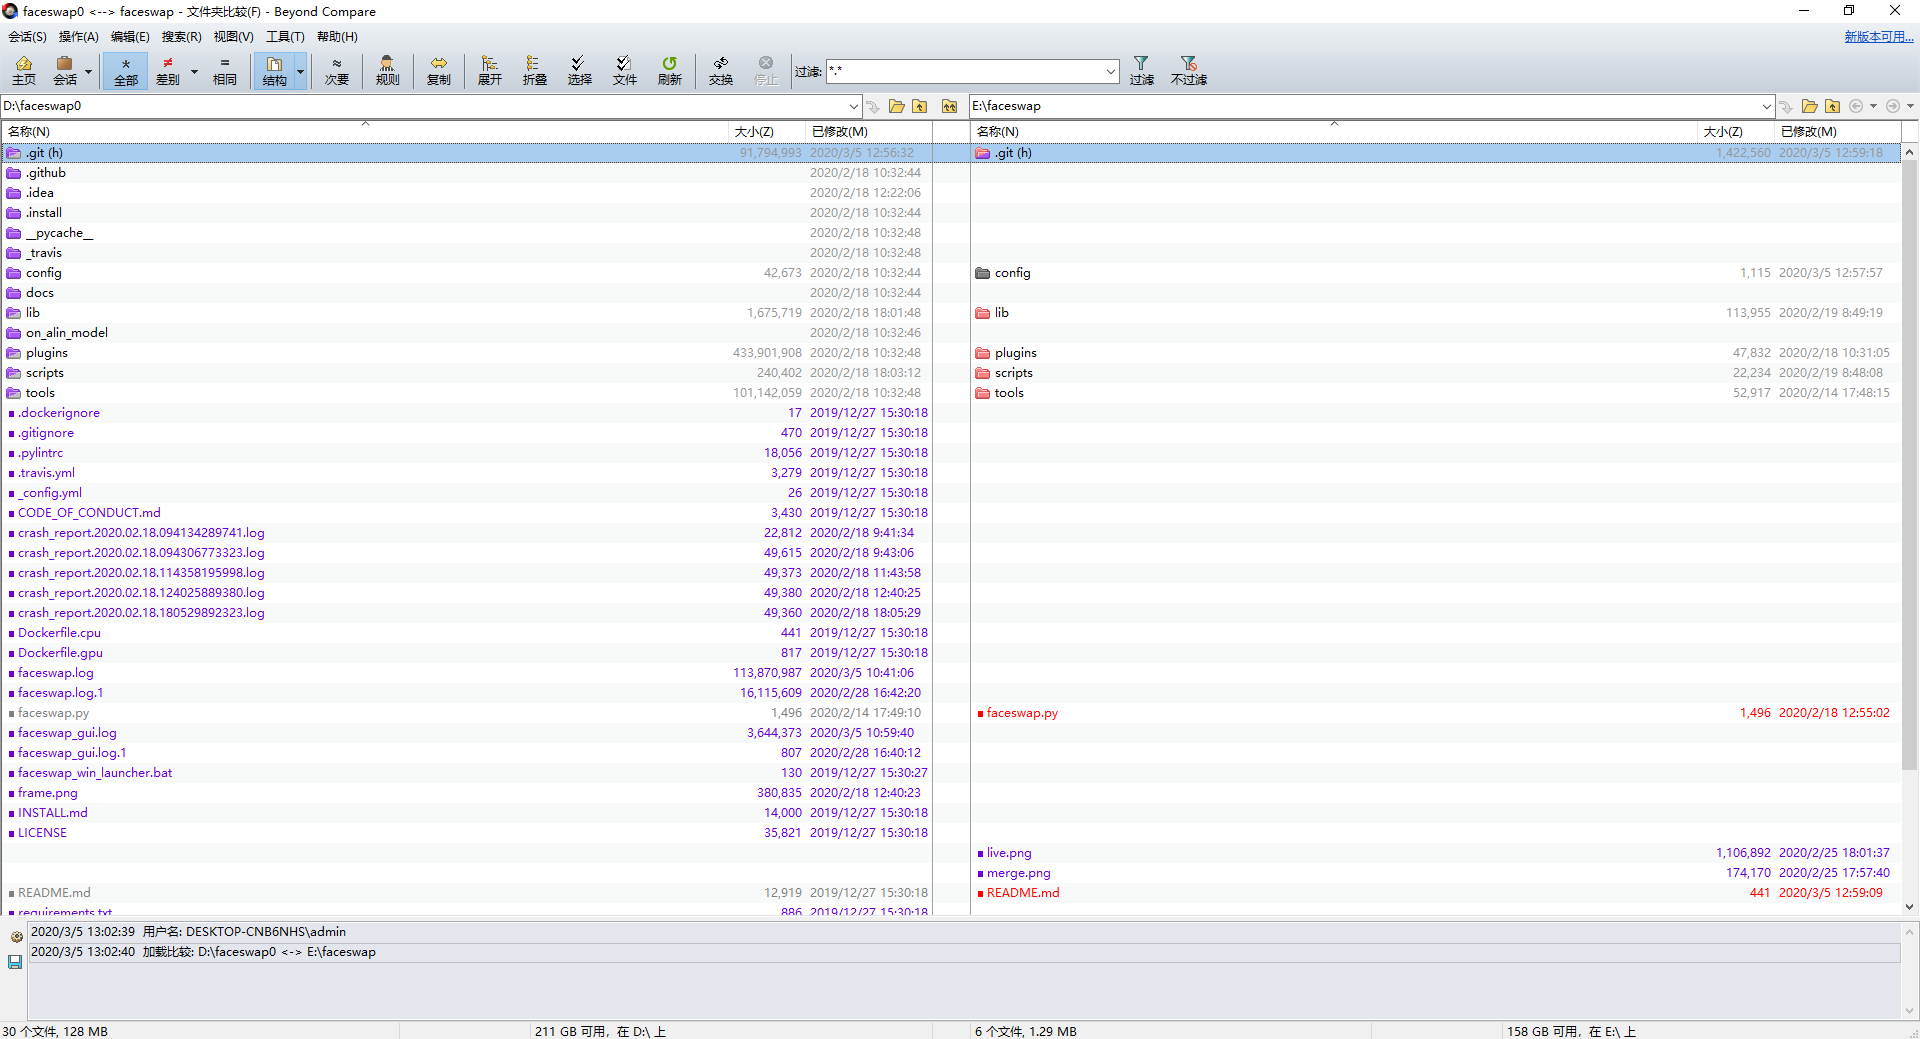 faceswap0 <--> faceswap - 文件夹比较(F) - Beyond Compare
会话(S) 操作(A) 编辑(E) 搜索(R) 视图(V) 工具(T) 帮助(H) 新版本可用...
主页 会话 全部 差别 相同 结构 次要 规则 复制 展开 折叠 选择 文件 刷新 交换 停止 过滤: *.* 过滤 不过滤
D:\faceswap0 E:\faceswap
名称(N) 大小(Z) 已修改(M) 名称(N) 大小(Z) 已修改(M)
.git (h) 91,794,993 2020/3/5 12:56:32 .git (h) 1,422,560 2020/3/5 12:59:18
.github 2020/2/18 10:32:44
.idea 2020/2/18 12:22:06
.install 2020/2/18 10:32:44
__pycache__ 2020/2/18 10:32:48
_travis 2020/2/18 10:32:48
config 42,673 2020/2/18 10:32:44 config 1,115 2020/3/5 12:57:57
docs 2020/2/18 10:32:44
lib 1,675,719 2020/2/18 18:01:48 lib 113,955 2020/2/19 8:49:19
on_alin_model 2020/2/18 10:32:46
plugins 433,901,908 2020/2/18 10:32:48 plugins 47,832 2020/2/18 10:31:05
scripts 240,402 2020/2/18 18:03:12 scripts 22,234 2020/2/19 8:48:08
tools 101,142,059 2020/2/18 10:32:48 tools 52,917 2020/2/14 17:48:15
.dockerignore 17 2019/12/27 15:30:18
.gitignore 470 2019/12/27 15:30:18
.pylintrc 18,056 2019/12/27 15:30:18
.travis.yml 3,279 2019/12/27 15:30:18
_config.yml 26 2019/12/27 15:30:18
CODE_OF_CONDUCT.md 3,430 2019/12/27 15:30:18
crash_report.2020.02.18.094134289741.log 22,812 2020/2/18 9:41:34
crash_report.2020.02.18.094306773323.log 49,615 2020/2/18 9:43:06
crash_report.2020.02.18.114358195998.log 49,373 2020/2/18 11:43:58
crash_report.2020.02.18.124025889380.log 49,380 2020/2/18 12:40:25
crash_report.2020.02.18.180529892323.log 49,360 2020/2/18 18:05:29
Dockerfile.cpu 441 2019/12/27 15:30:18
Dockerfile.gpu 817 2019/12/27 15:30:18
faceswap.log 113,870,987 2020/3/5 10:41:06
faceswap.log.1 16,115,609 2020/2/28 16:42:20
faceswap.py 1,496 2020/2/14 17:49:10 faceswap.py 1,496 2020/2/18 12:55:02
faceswap_gui.log 3,644,373 2020/3/5 10:59:40
faceswap_gui.log.1 807 2020/2/28 16:40:12
faceswap_win_launcher.bat 130 2019/12/27 15:30:27
frame.png 380,835 2020/2/18 12:40:23
INSTALL.md 14,000 2019/12/27 15:30:18
LICENSE 35,821 2019/12/27 15:30:18
live.png 1,106,892 2020/2/25 18:01:37
merge.png 174,170 2020/2/25 17:57:40
README.md 12,919 2019/12/27 15:30:18 README.md 441 2020/3/5 12:59:09
requirements.txt 886 2019/12/27 15:30:18
2020/3/5 13:02:39 用户名: DESKTOP-CNB6NHS\admin
2020/3/5 13:02:40 加载比较: D:\faceswap0 <-> E:\faceswap
30 个文件, 128 MB 211 GB 可用，在 D:\ 上 6 个文件, 1.29 MB 158 GB 可用，在 E:\ 上